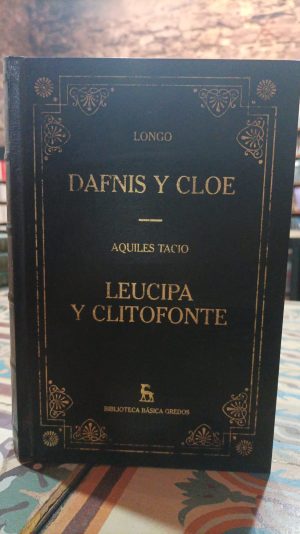 LONGO
DAFNIS Y CLOE
AQUILES TACIO
LEUCIPA
Y CLITOFONTE
BIBLIOTECA BÁSICA GREDOS